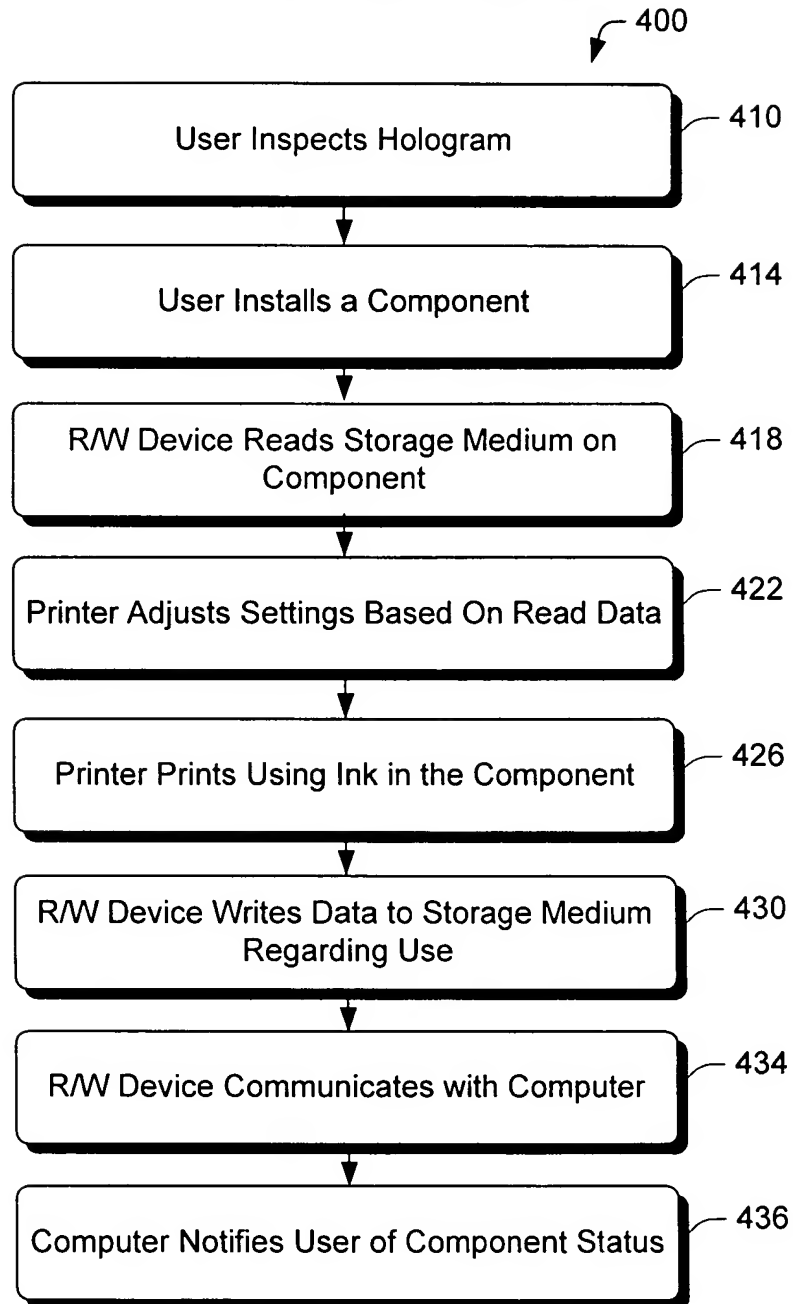 400
User Inspects Hologram
410
User Installs a Component
414
R/W Device Reads Storage Medium on
Component
418
Printer Adjusts Settings Based On Read Data
422
Printer Prints Using Ink in the Component
426
R/W Device Writes Data to Storage Medium
Regarding Use
430
R/W Device Communicates with Computer
434
Computer Notifies User of Component Status
436